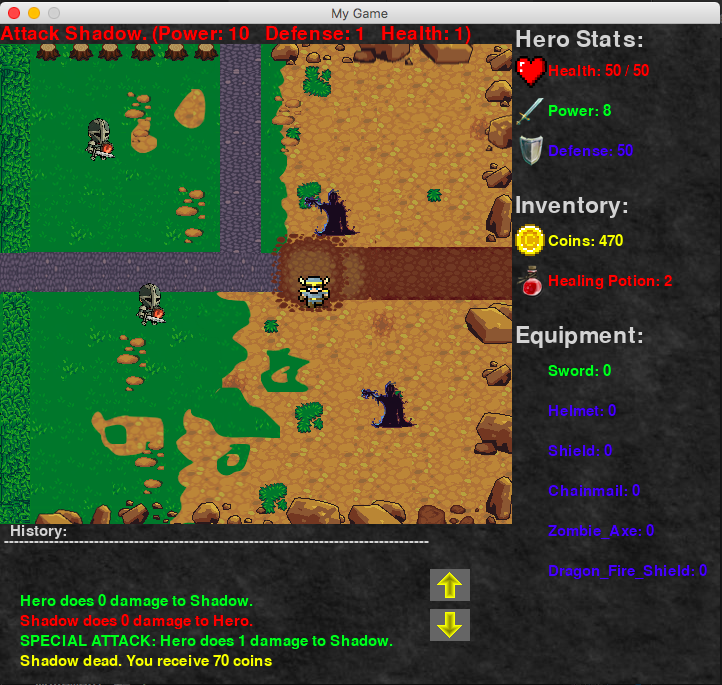 My Game
Attack Shadow. (Power: 10 Defense: 1 Health: 1)
Hero Stats:
Health: 50 / 50
Power: 8
Defense: 50
Inventory:
Coins: 470
Healing Potion: 2
Equipment:
Sword: 0
Helmet: 0
Shield: 0
Chainmail: 0
Zombie_Axe: 0
Dragon_Fire_Shield: 0
History:
Hero does 0 damage to Shadow.
Shadow does 0 damage to Hero.
SPECIAL ATTACK: Hero does 1 damage to Shadow.
Shadow dead. You receive 70 coins